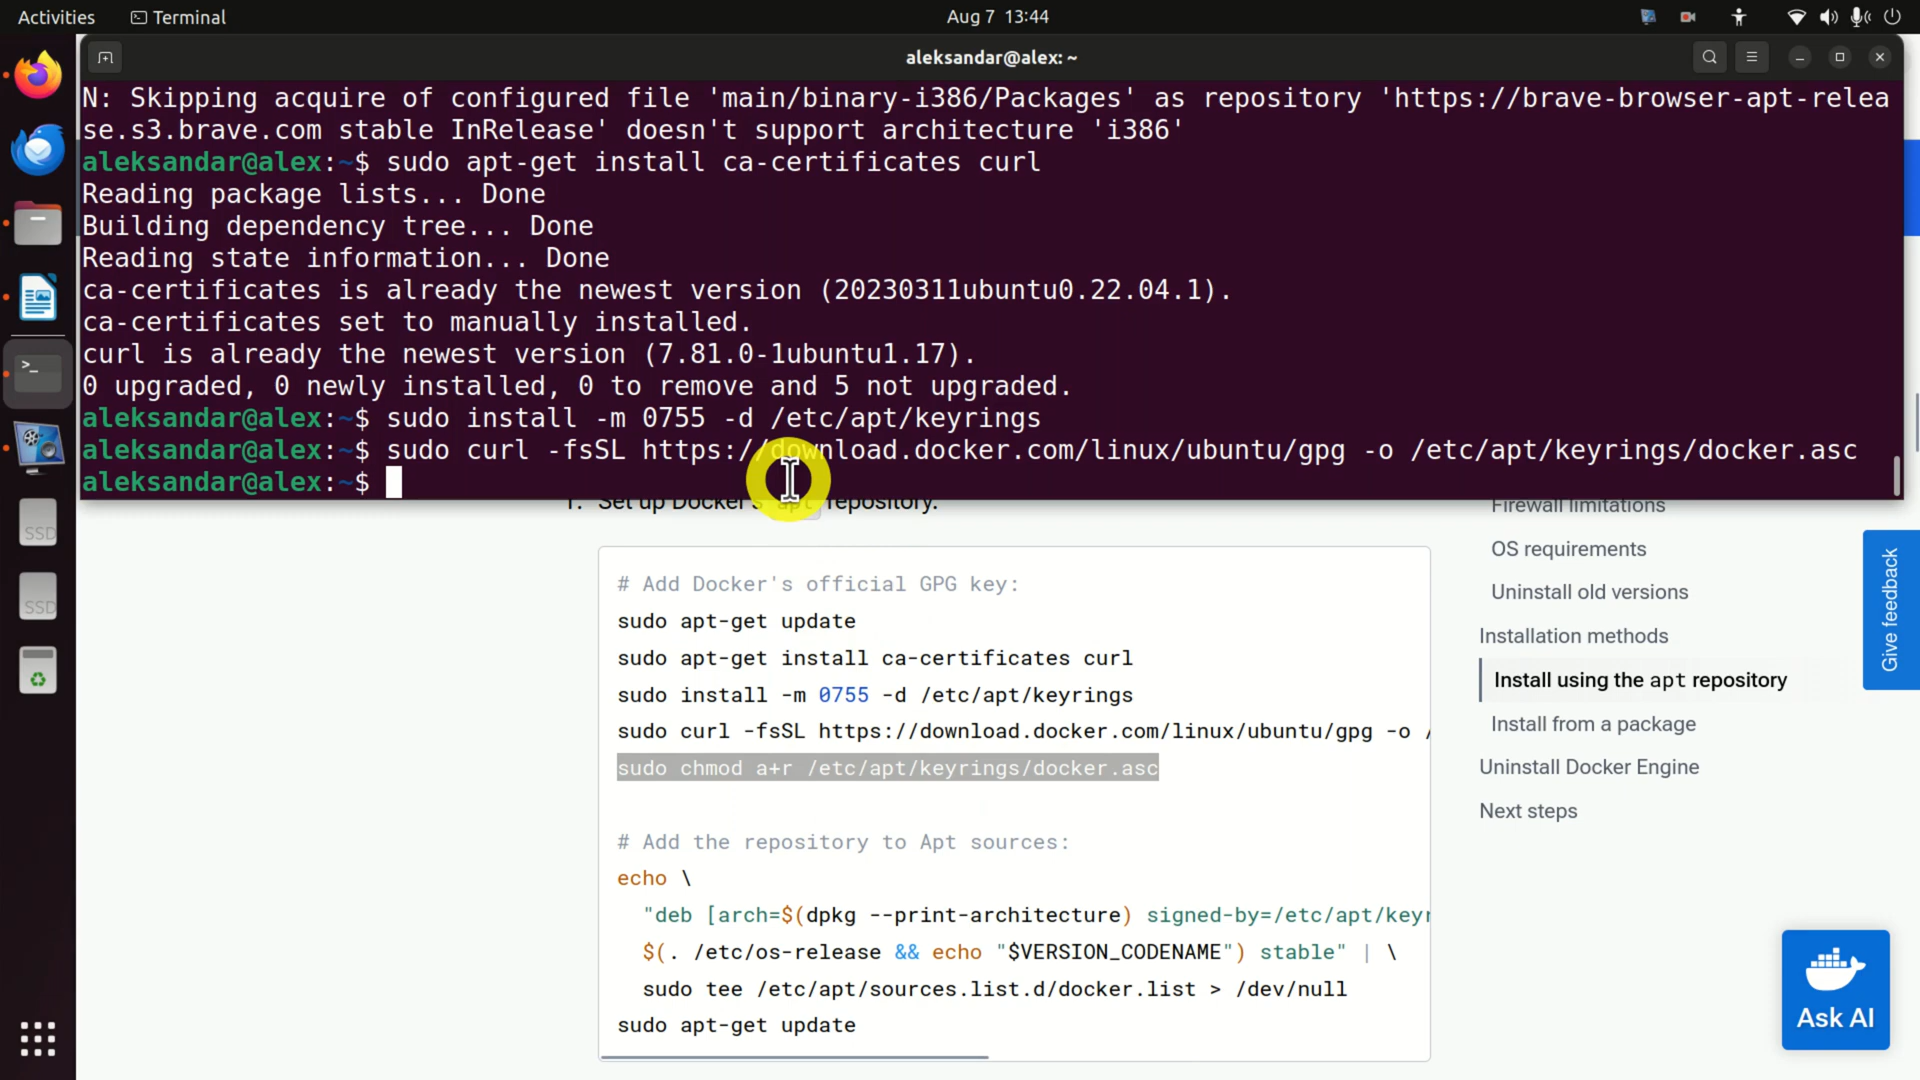 Activities
Terminal
Aug 7 13:44
aleksandar@alex: ~
N: Skipping acquire of configured file 'main/binary-i386/Packages' as repository 'https://brave-browser-apt-relea
se.s3.brave.com stable InRelease' doesn't support architecture 'i386'
aleksandar@alex:~$ sudo apt-get install ca-certificates curl
Reading package lists... Done
Building dependency tree... Done
Reading state information... Done
ca-certificates is already the newest version (20230311ubuntu0.22.04.1).
ca-certificates set to manually installed.
curl is already the newest version (7.81.0-1ubuntu1.17).
0 upgraded, 0 newly installed, 0 to remove and 5 not upgraded.
aleksandar@alex:~$ sudo install -m 0755 -d /etc/apt/keyrings
aleksandar@alex:~$ sudo curl -fsSL https://download.docker.com/linux/ubuntu/gpg -o /etc/apt/keyrings/docker.asc
aleksandar@alex:~$
1. Set up Docker's apt repository.
# Add Docker's official GPG key:
sudo apt-get update
sudo apt-get install ca-certificates curl
sudo install -m 0755 -d /etc/apt/keyrings
sudo curl -fsSL https://download.docker.com/linux/ubuntu/gpg -o /
sudo chmod a+r /etc/apt/keyrings/docker.asc
# Add the repository to Apt sources:
echo \
"deb [arch=$(dpkg --print-architecture) signed-by=/etc/apt/keyr
$(. /etc/os-release && echo "$VERSION_CODENAME") stable" | \
sudo tee /etc/apt/sources.list.d/docker.list > /dev/null
sudo apt-get update
Firewall limitations
OS requirements
Uninstall old versions
Installation methods
Install using the apt repository
Install from a package
Uninstall Docker Engine
Next steps
Give feedback
Ask AI
SSD
SSD